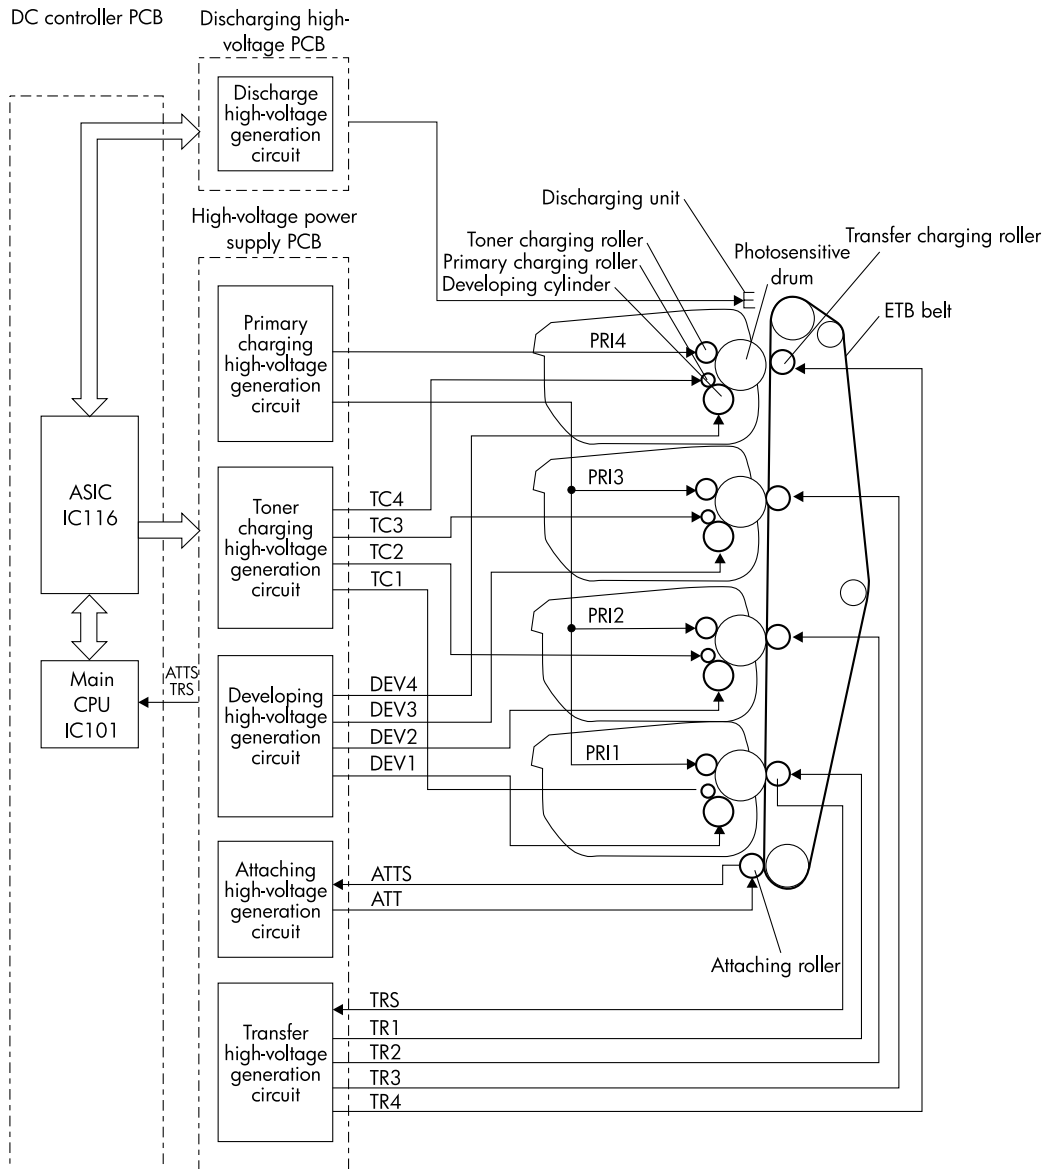 DC controller PCB
Discharging high-
voltage PCB
Discharge
high-voltage
generation
circuit
High-voltage power
supply PCB
Discharging unit
Toner charging roller
Primary charging roller
Developing cylinder
Photosensitive
drum
Transfer charging roller
ETB belt
Primary
charging
high-voltage
generation
circuit
PRI4
ASIC
IC116
Toner
charging
high-voltage
generation
circuit
TC4
TC3
TC2
TC1
PRI3
PRI2
Main
CPU
IC101
ATTS
TRS
Developing
high-voltage
generation
circuit
DEV4
DEV3
DEV2
DEV1
PRI1
Attaching
high-voltage
generation
circuit
ATTS
ATT
Attaching roller
Transfer
high-voltage
generation
circuit
TRS
TR1
TR2
TR3
TR4